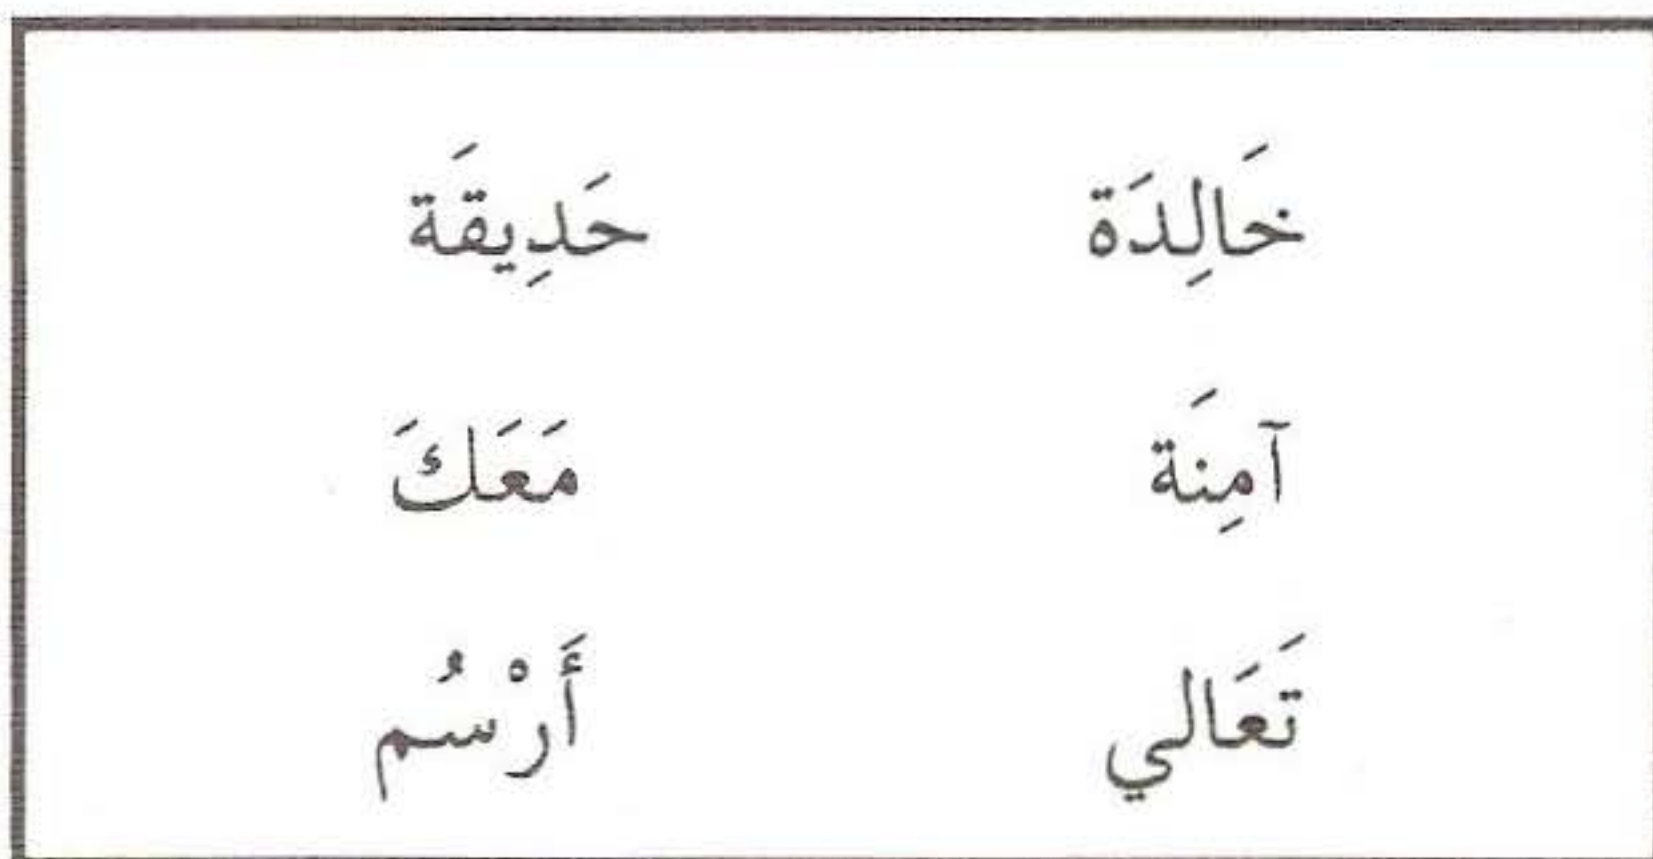 خَالِدَة حَدِيقَة
آمِنَة مَعَكَ
تَعَالي أَرْسُم